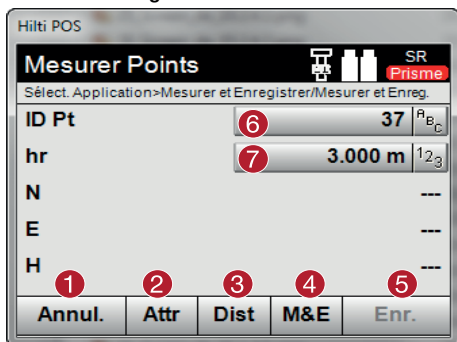 Hilti POS
Mesurer Points SR Prisme
Sélect. Application>Mesurer et Enregistrer/Mesurer et Enreg.
ID Pt 6 37 ABC
hr 7 3.000 m 123
N ---
E ---
H ---
1 2 3 4 5
Annul. Attr Dist M&E Enr.